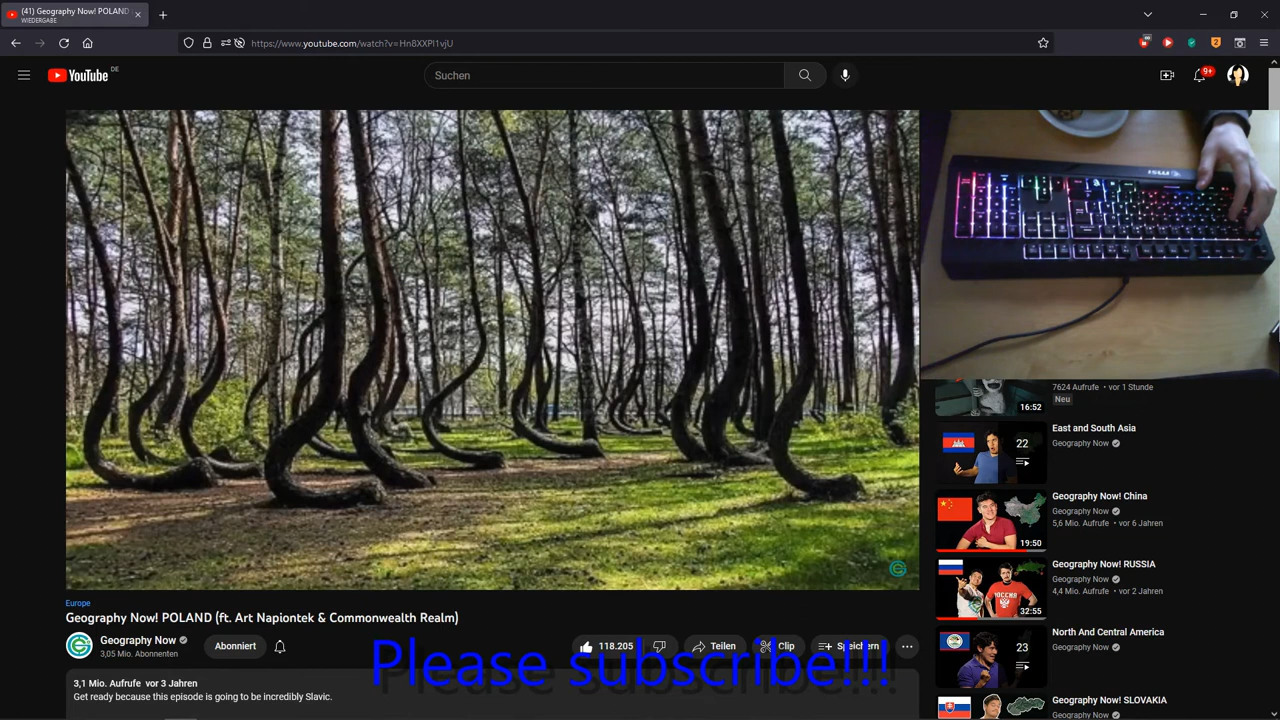 (41) Geography Now! POLAND
WIEDERGABE
https://www.youtube.com/watch?v=Hn8XXPl1vjU
YouTube DE
Suchen
9+
msi
7624 Aufrufe • vor 1 Stunde
Neu
16:52
East and South Asia
Geography Now
22
Geography Now! China
Geography Now
5,6 Mio. Aufrufe • vor 6 Jahren
19:50
Geography Now! RUSSIA
Geography Now
4,4 Mio. Aufrufe • vor 2 Jahren
32:55
North And Central America
Geography Now
23
Geography Now! SLOVAKIA
Geography Now
Europe
Geography Now! POLAND (ft. Art Napiontek & Commonwealth Realm)
Geography Now
3,05 Mio. Abonnenten
Abonniert
118.205
Teilen
Clip
Speichern
Please subscribe!!!
3,1 Mio. Aufrufe vor 3 Jahren
Get ready because this episode is going to be incredibly Slavic.